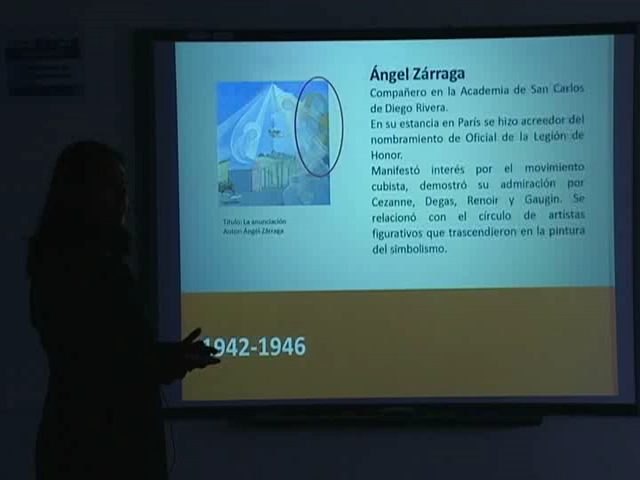 Ángel Zárraga
Compañero en la Academia de San Carlos
de Diego Rivera.
En su estancia en París se hizo acreedor del
nombramiento de Oficial de la Legión de
Honor.
Manifestó interés por el movimiento
cubista, demostró su admiración por
Cezanne, Degas, Renoir y Gaugin. Se
relacionó con el círculo de artistas
figurativos que trascendieron en la pintura
del simbolismo.
Título: La anunciación
Autor: Ángel Zárraga
1942-1946